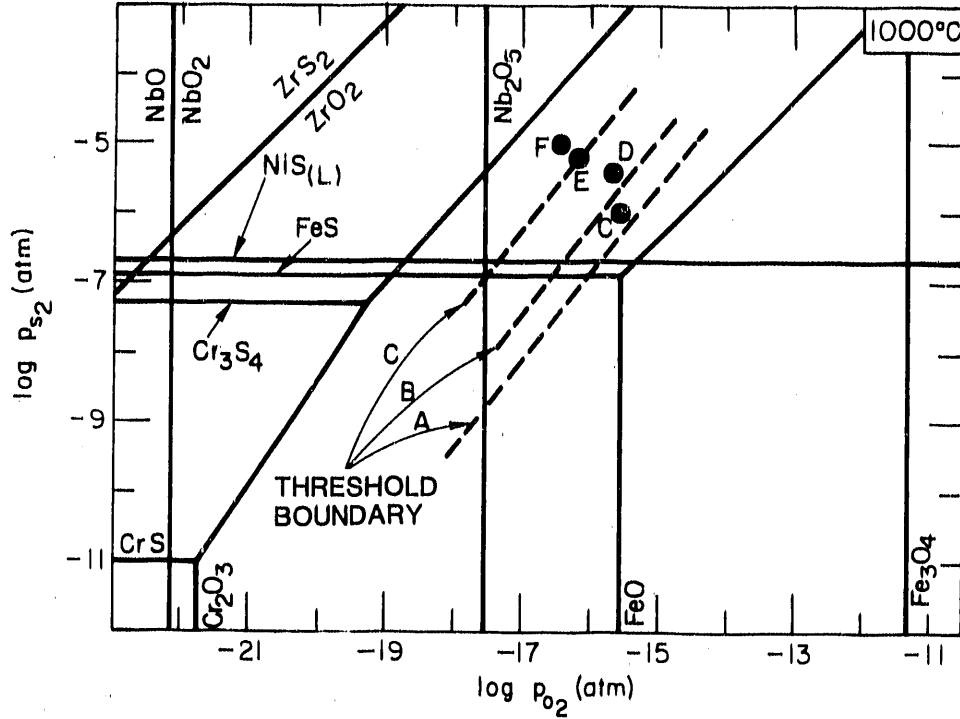 1000°C
NbO
NbO2
ZrS2
ZrO2
Nb2O5
-5
F
D
E
NiS(L.)
C
FeS
log pS2 (atm)
-7
Cr3S4
C
B
-9
A
THRESHOLD
BOUNDARY
-11
CrS
Cr2O3
FeO
Fe3O4
-21
-19
-17
-15
-13
-11
log pO2 (atm)